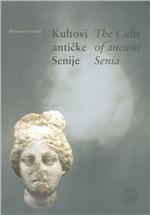 Kultovi
antičke
Senije
The Cults
of ancient
Senia